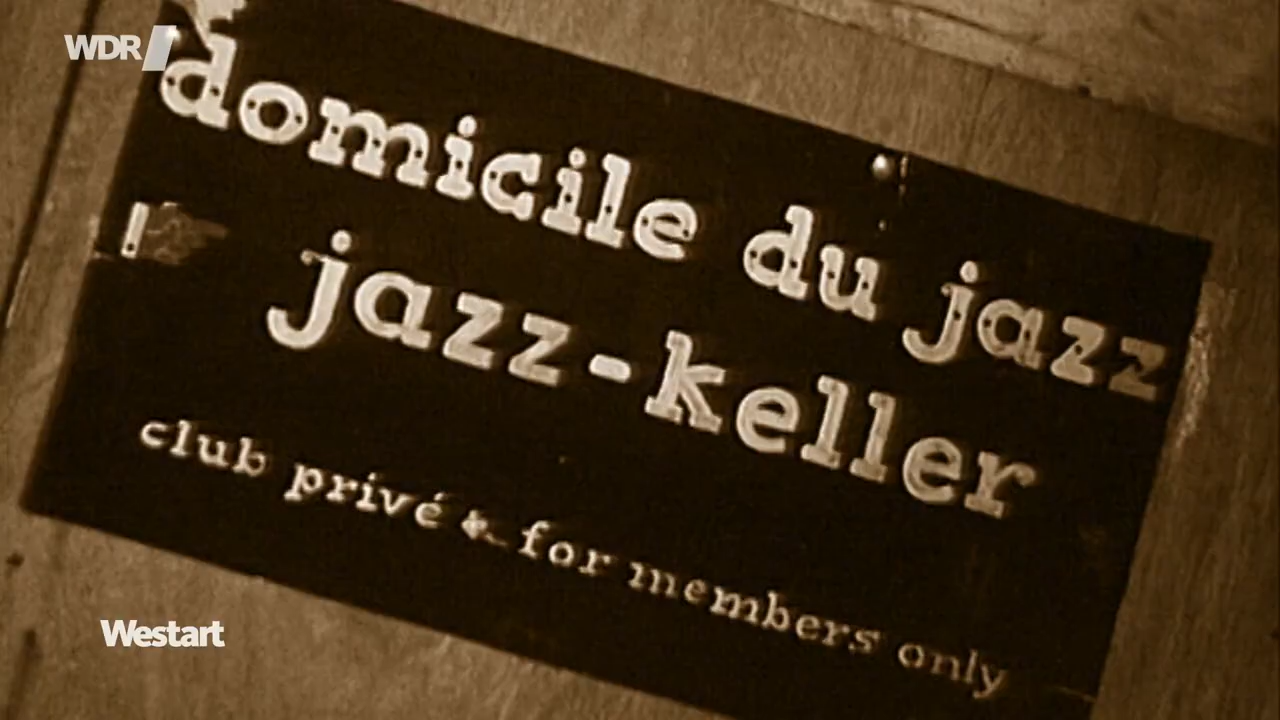 WDR
domicile du jazz
jazz-keller
club privé * for members only
Westart